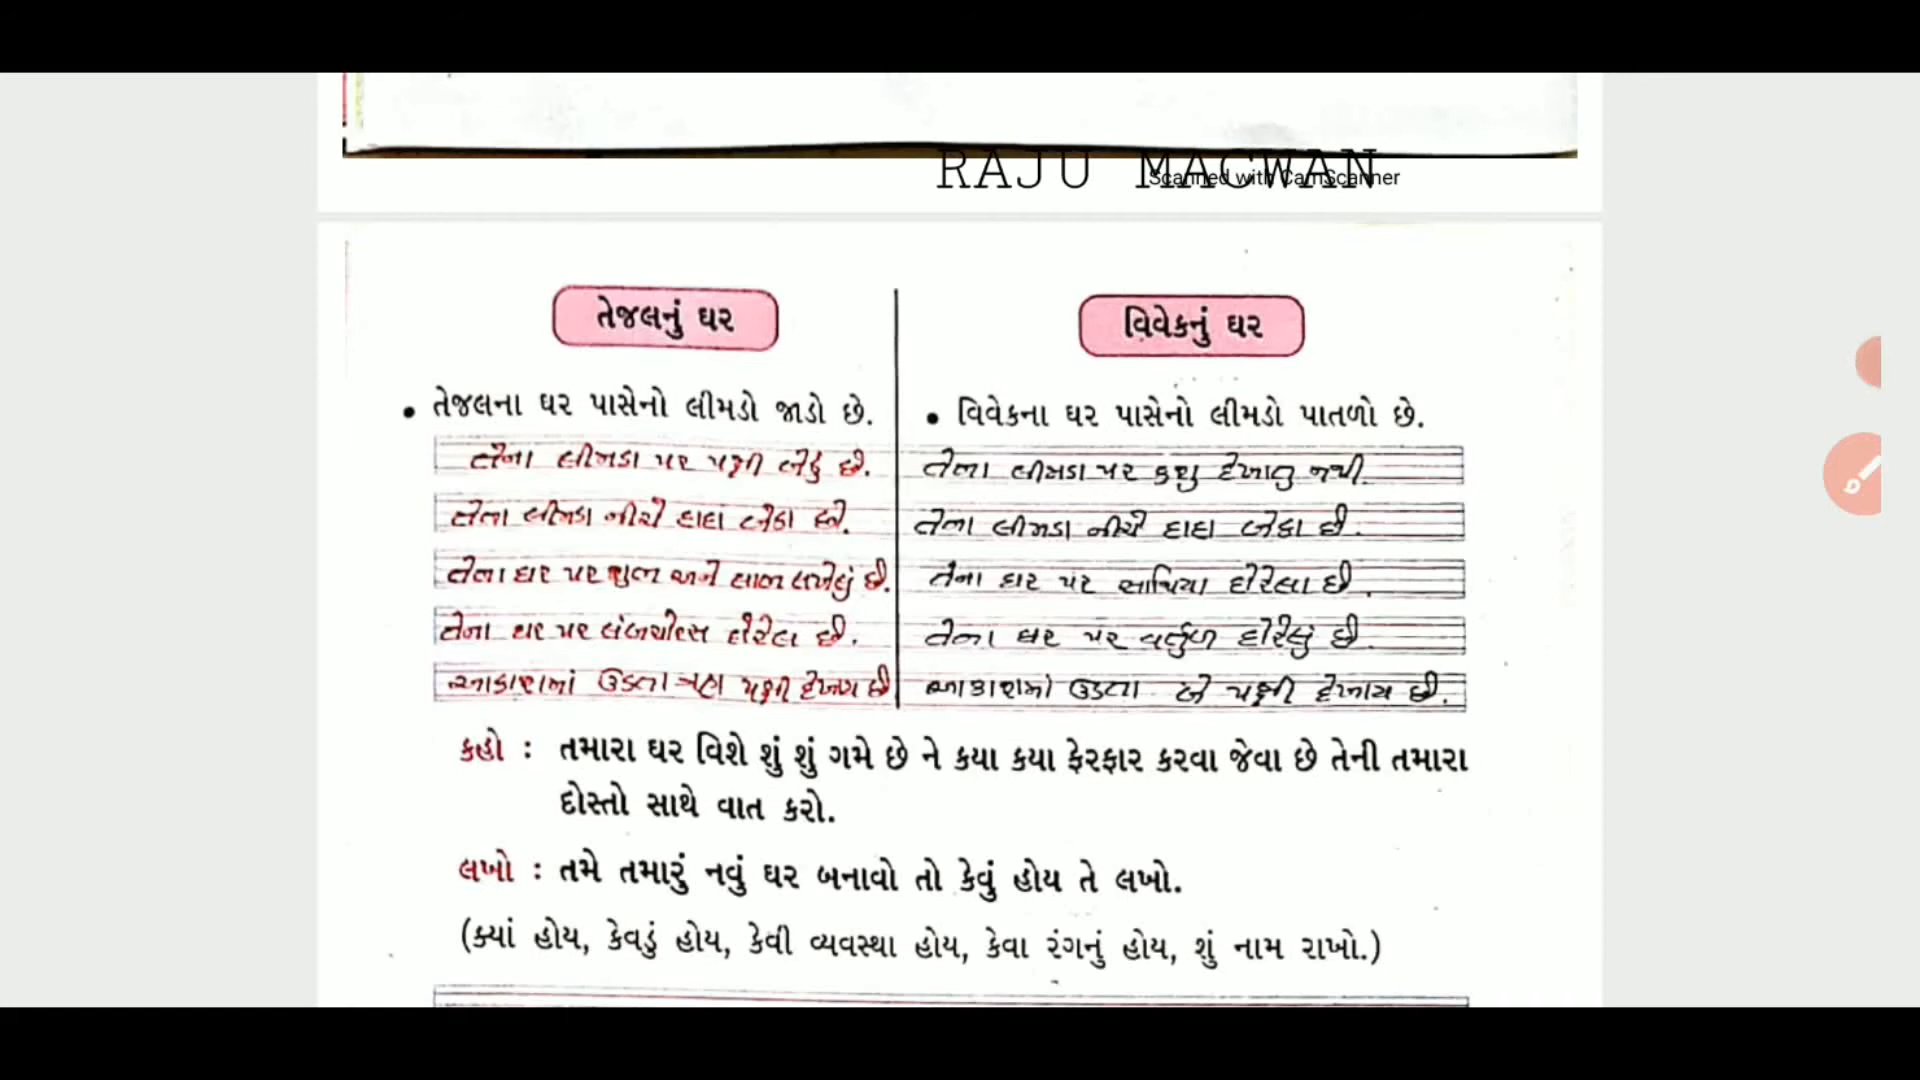 RAJU MACWAN
Scanned with CamScanner
તેજલનું ઘર
વિવેકનું ઘર
• તેજલના ઘર પાસેનો લીમડો જાડો છે.
તેના લીમડા પર પક્ષી બેઠું છે.
તેના લીમડા નીચે દાદા બેઠા છે.
તેના ઘર પર શુભ અને લાભ લખેલું છે.
તેના ઘર પર લંબચોરસ દોરેલા છે.
આકાશમાં ઉડતા ત્રણ પક્ષી દેખાય છે
• વિવેકના ઘર પાસેનો લીમડો પાતળો છે.
તેના લીમડા પર કશુ દેખાતુ નથી.
તેના લીમડા નીચે દાદા બેઠા છે.
તેના ઘર પર સાથિયા દોરેલા છે.
તેના ઘર પર વર્તુળ દોરેલું છે.
આકાશમાં ઉડતા બે પક્ષી દેખાય છે.
કહો : તમારા ઘર વિશે શું શું ગમે છે ને કયા કયા ફેરફાર કરવા જેવા છે તેની તમારા
દોસ્તો સાથે વાત કરો.
લખો : તમે તમારું નવું ઘર બનાવો તો કેવું હોય તે લખો.
(ક્યાં હોય, કેવડું હોય, કેવી વ્યવસ્થા હોય, કેવા રંગનું હોય, શું નામ રાખો.)